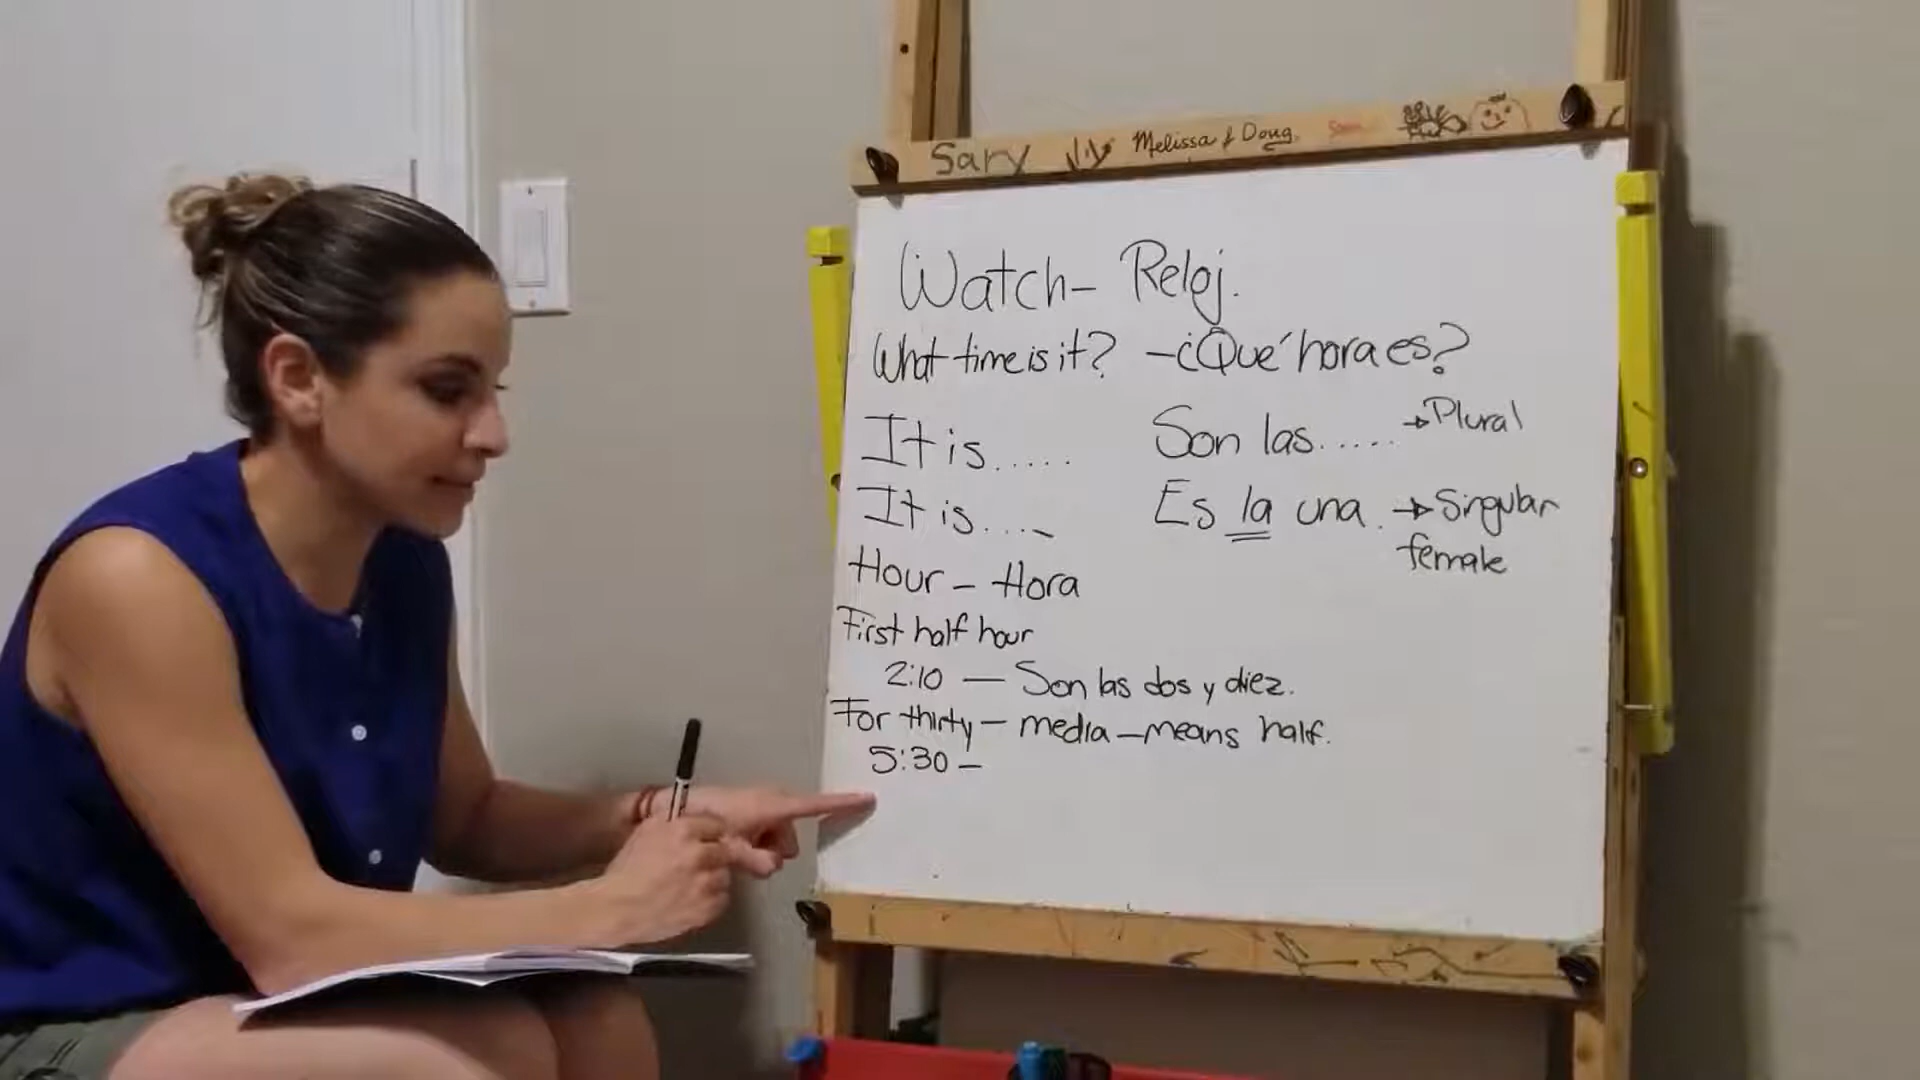 Sary Melissa & Doug Sam
Watch - Reloj.
What time is it? - ¿Qué hora es?
It is..... Son las..... → Plural
It is.... Es la una. → Singular
female
Hour - Hora
First half hour
2:10 — Son las dos y diez.
For thirty — media — means half.
5:30 —